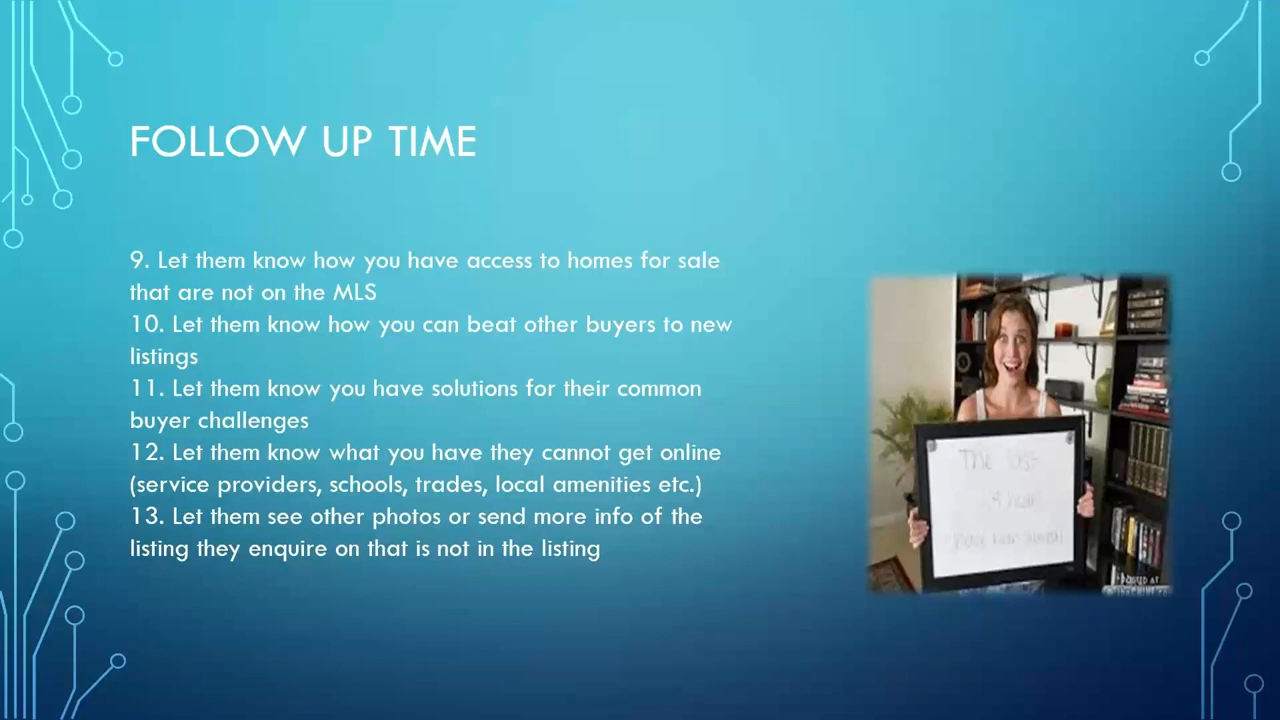 FOLLOW UP TIME
9. Let them know how you have access to homes for sale
that are not on the MLS
10. Let them know how you can beat other buyers to new
listings
11. Let them know you have solutions for their common
buyer challenges
12. Let them know what you have they cannot get online
(service providers, schools, trades, local amenities etc.)
13. Let them see other photos or send more info of the
listing they enquire on that is not in the listing
The